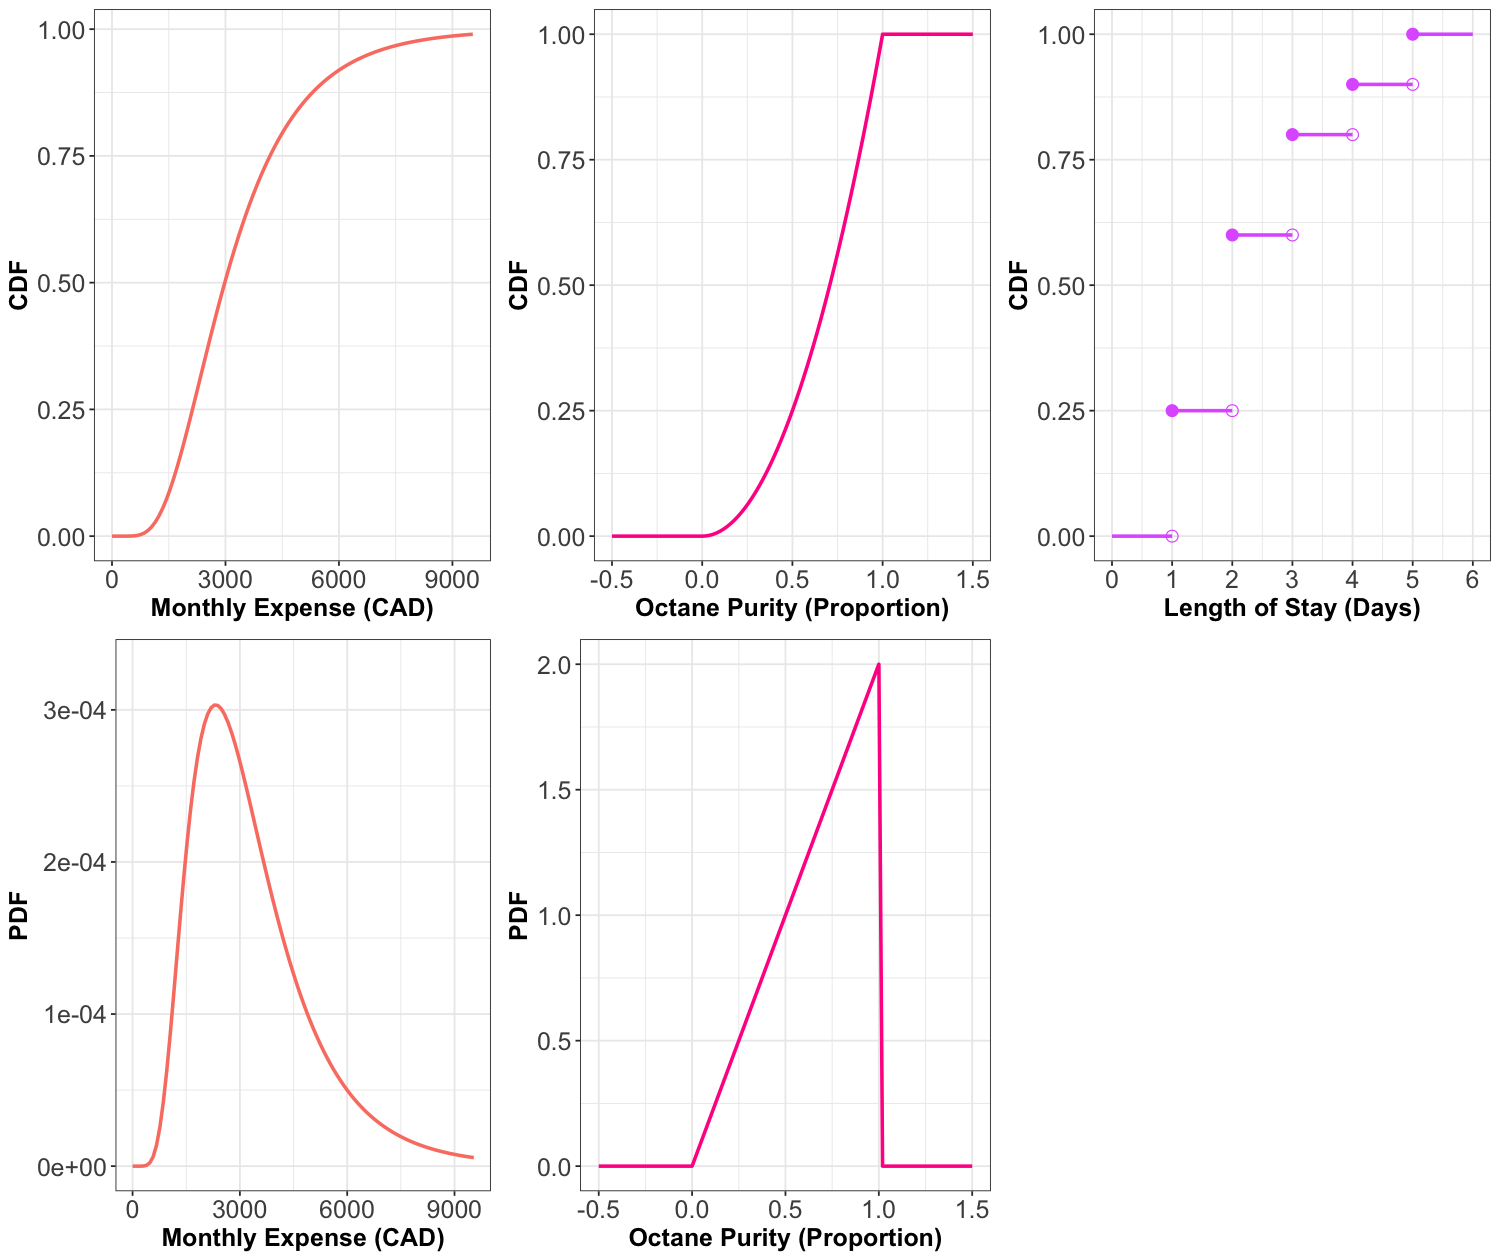 CDF
1.00
0.75
0.50
0.25
0.00
0 3000 6000 9000
Monthly Expense (CAD)
CDF
1.00
0.75
0.50
0.25
0.00
-0.5 0.0 0.5 1.0 1.5
Octane Purity (Proportion)
CDF
1.00
0.75
0.50
0.25
0.00
0 1 2 3 4 5 6
Length of Stay (Days)
PDF
3e-04
2e-04
1e-04
0e+00
0 3000 6000 9000
Monthly Expense (CAD)
PDF
2.0
1.5
1.0
0.5
0.0
-0.5 0.0 0.5 1.0 1.5
Octane Purity (Proportion)